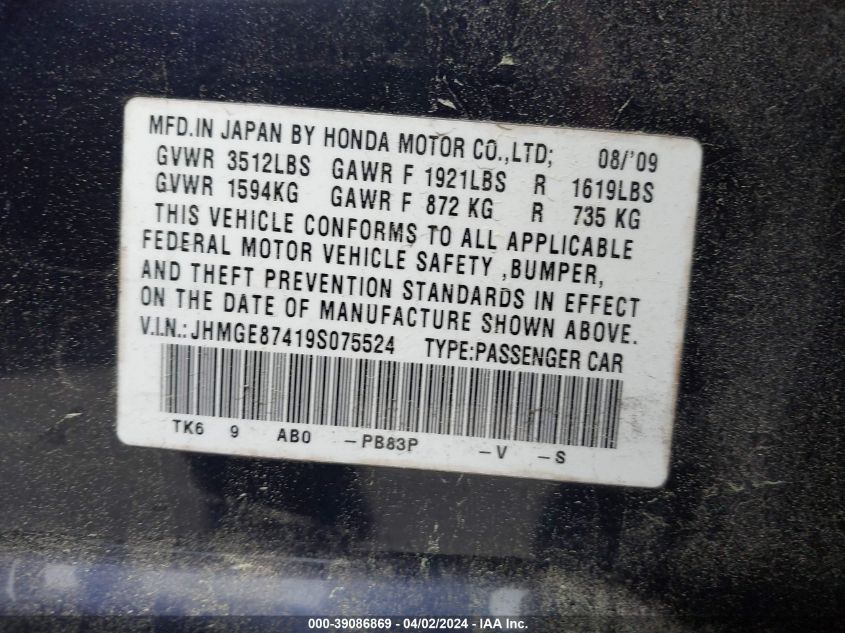 MFD.IN JAPAN BY HONDA MOTOR CO.,LTD; 08/'09
GVWR 3512LBS GAWR F 1921LBS R 1619LBS
GVWR 1594KG GAWR F 872 KG R 735 KG
THIS VEHICLE CONFORMS TO ALL APPLICABLE
FEDERAL MOTOR VEHICLE SAFETY ,BUMPER,
AND THEFT PREVENTION STANDARDS IN EFFECT
ON THE DATE OF MANUFACTURE SHOWN ABOVE.
V.I.N.: JHMGE87419S075524 TYPE:PASSENGER CAR
TK6 9 AB0 -PB83P -V -S
000-39086869 - 04/02/2024 - IAA Inc.